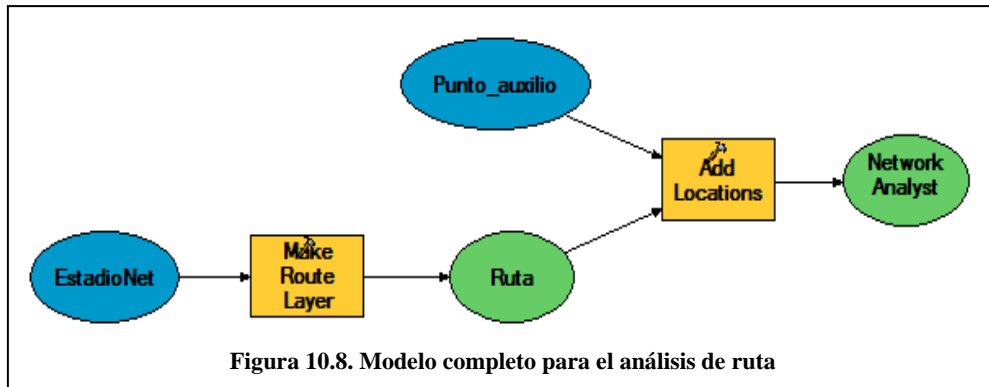 Punto_auxilio
Add
Locations
Network
Analyst
EstadioNet
Make
Route
Layer
Ruta
Figura 10.8. Modelo completo para el análisis de ruta